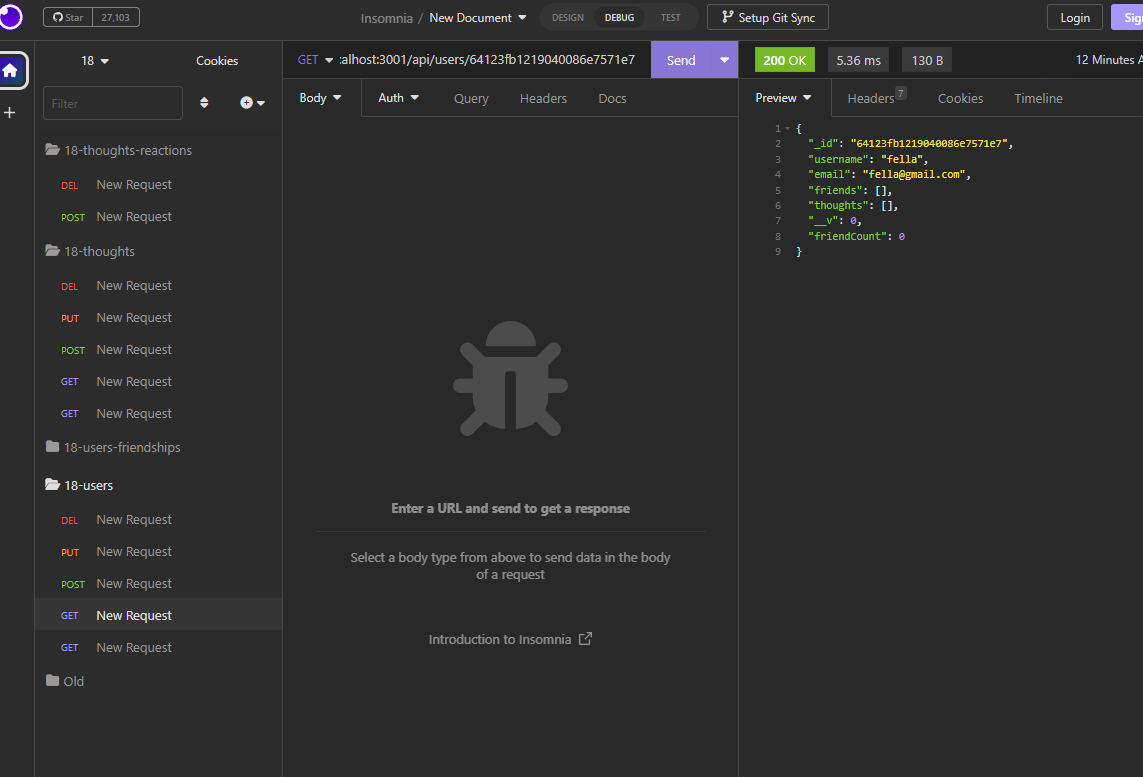 Star 27,103
Insomnia / New Document
DESIGN DEBUG TEST
Setup Git Sync
Login
Sig
18
Cookies
Filter
18-thoughts-reactions
DEL New Request
POST New Request
18-thoughts
DEL New Request
PUT New Request
POST New Request
GET New Request
GET New Request
18-users-friendships
18-users
DEL New Request
PUT New Request
POST New Request
GET New Request
GET New Request
Old
GET :alhost:3001/api/users/64123fb1219040086e7571e7
Send
Body Auth Query Headers Docs
Enter a URL and send to get a response
Select a body type from above to send data in the body
of a request
Introduction to Insomnia
200 OK 5.36 ms 130 B 12 Minutes A
Preview Headers 7 Cookies Timeline
1 {
2 "_id": "64123fb1219040086e7571e7",
3 "username": "fella",
4 "email": "fella@gmail.com",
5 "friends": [],
6 "thoughts": [],
7 "__v": 0,
8 "friendCount": 0
9 }